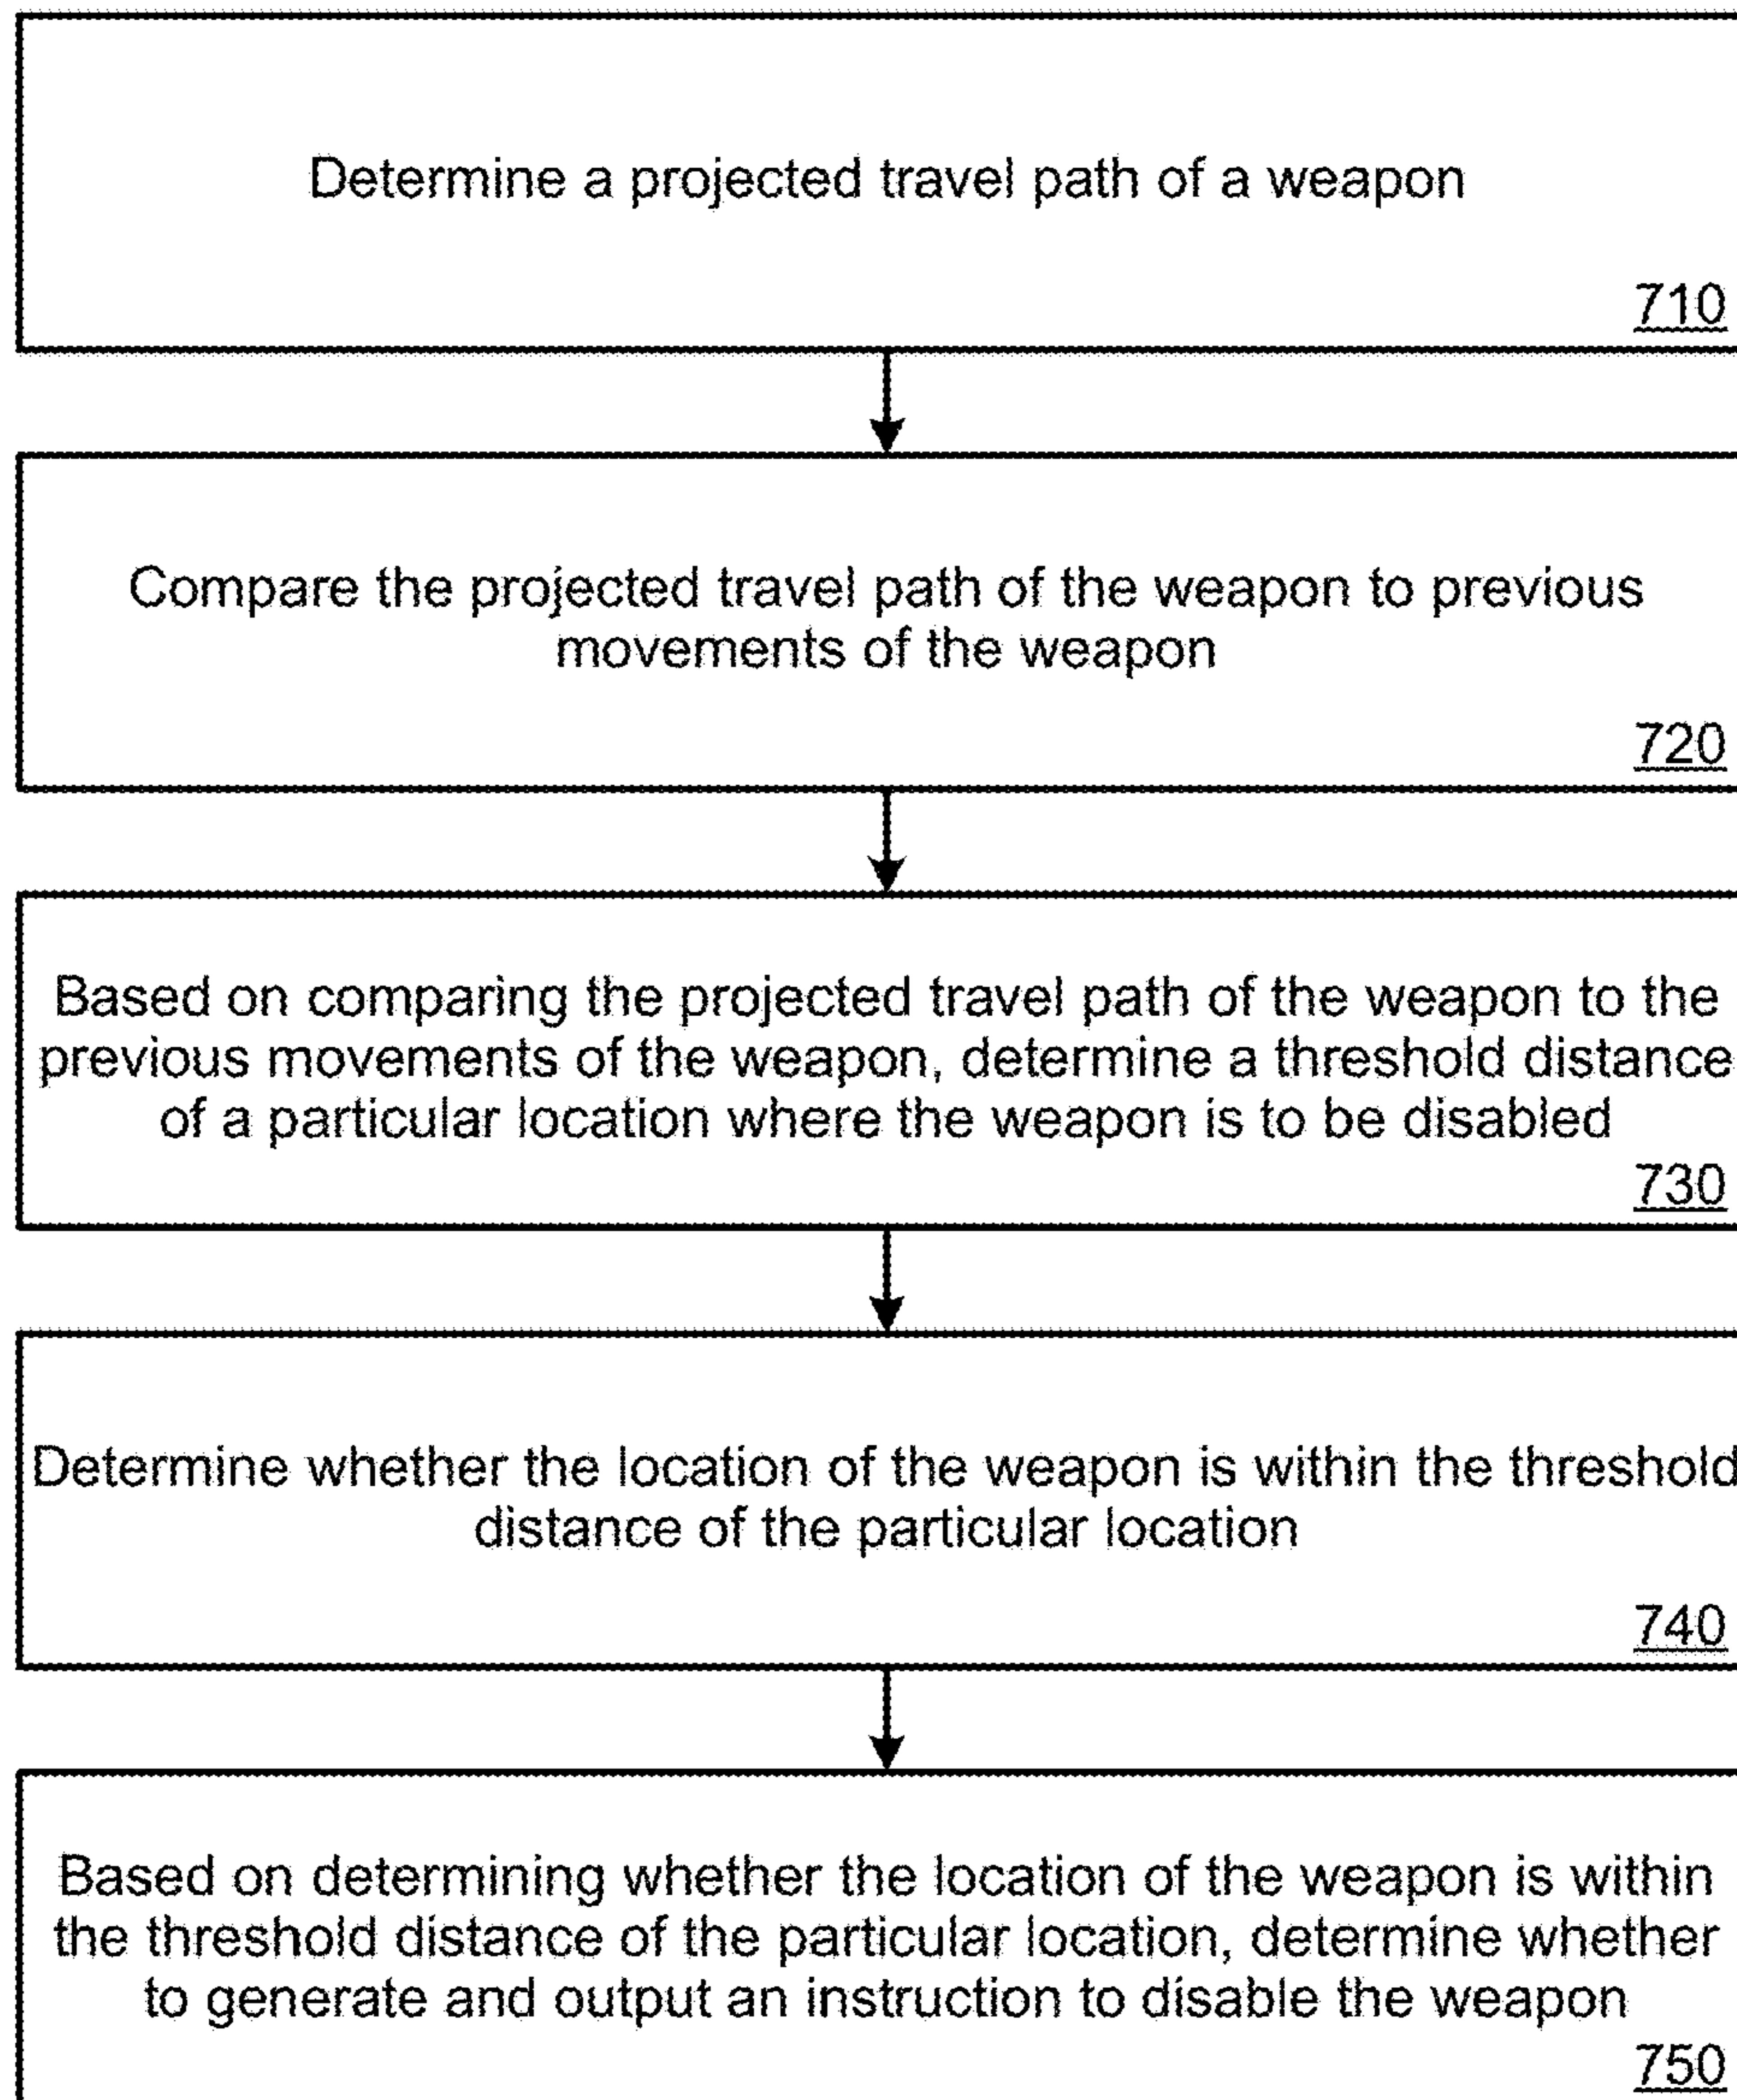 Determine a projected travel path of a weapon
710
Compare the projected travel path of the weapon to previous
movements of the weapon
720
Based on comparing the projected travel path of the weapon to the
previous movements of the weapon, determine a threshold distance
of a particular location where the weapon is to be disabled
730
Determine whether the location of the weapon is within the threshold
distance of the particular location
740
Based on determining whether the location of the weapon is within
the threshold distance of the particular location, determine whether
to generate and output an instruction to disable the weapon
750